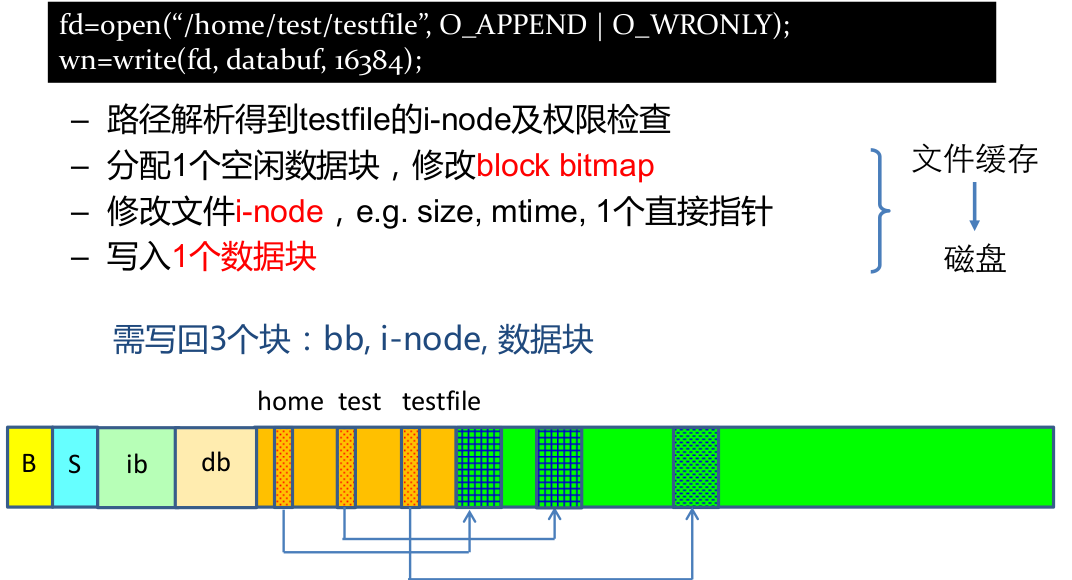 fd=open(“/home/test/testfile”, O_APPEND | O_WRONLY);
wn=write(fd, databuf, 16384);
– 路径解析得到testfile的i-node及权限检查
– 分配1个空闲数据块，修改block bitmap
– 修改文件i-node，e.g. size, mtime, 1个直接指针
– 写入1个数据块
文件缓存
磁盘
需写回3个块：bb, i-node, 数据块
home test testfile
B S ib db